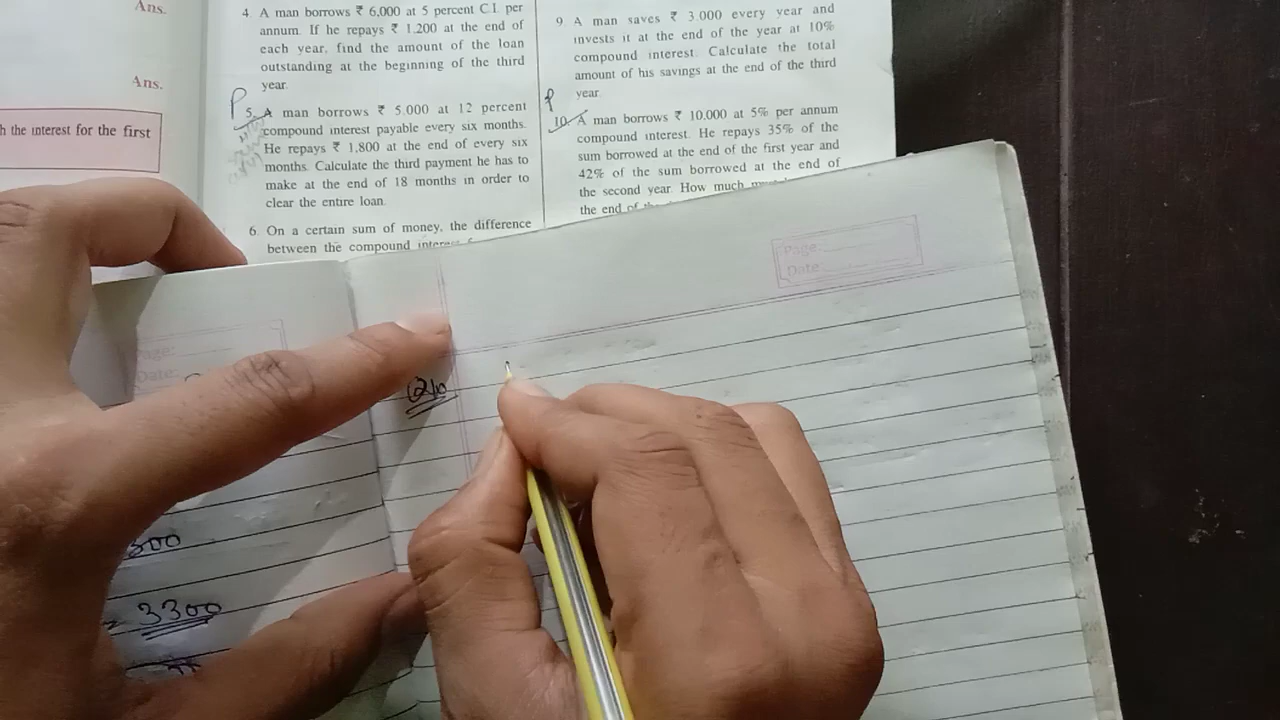 Ans.
Ans.
h the interest for the first
4. A man borrows ₹ 6,000 at 5 percent C.I. per
annum. If he repays ₹ 1,200 at the end of
each year, find the amount of the loan
outstanding at the beginning of the third
year.
P
5. A man borrows ₹ 5,000 at 12 percent
compound interest payable every six months.
He repays ₹ 1,800 at the end of every six
months. Calculate the third payment he has to
make at the end of 18 months in order to
clear the entire loan.
6. On a certain sum of money, the difference
between the compound
9. A man saves ₹ 3,000 every year and
invests it at the end of the year at 10%
compound interest. Calculate the total
amount of his savings at the end of the third
year.
P
10. A man borrows ₹ 10,000 at 5% per annum
compound interest. He repays 35% of the
sum borrowed at the end of the first year and
42% of the sum borrowed at the end of
the second year. How much
the end of
Page:
Date:
Page:
Date:
300
= 3300